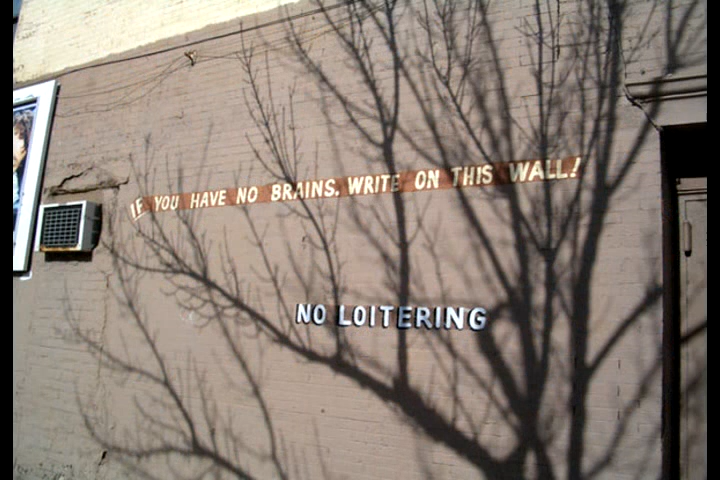 IF YOU HAVE NO BRAINS, WRITE ON THIS WALL!
NO LOITERING